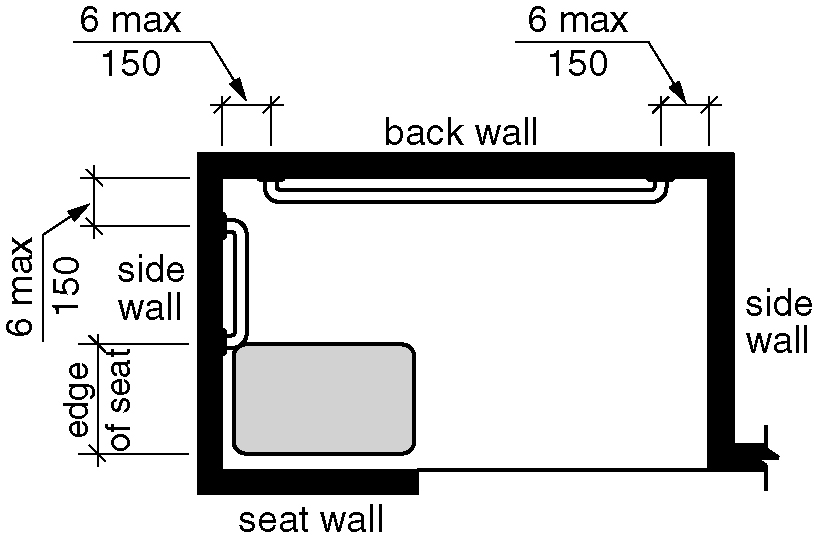 6 max
150
6 max
150
back wall
6 max
150
side
wall
side
wall
edge
of seat
seat wall